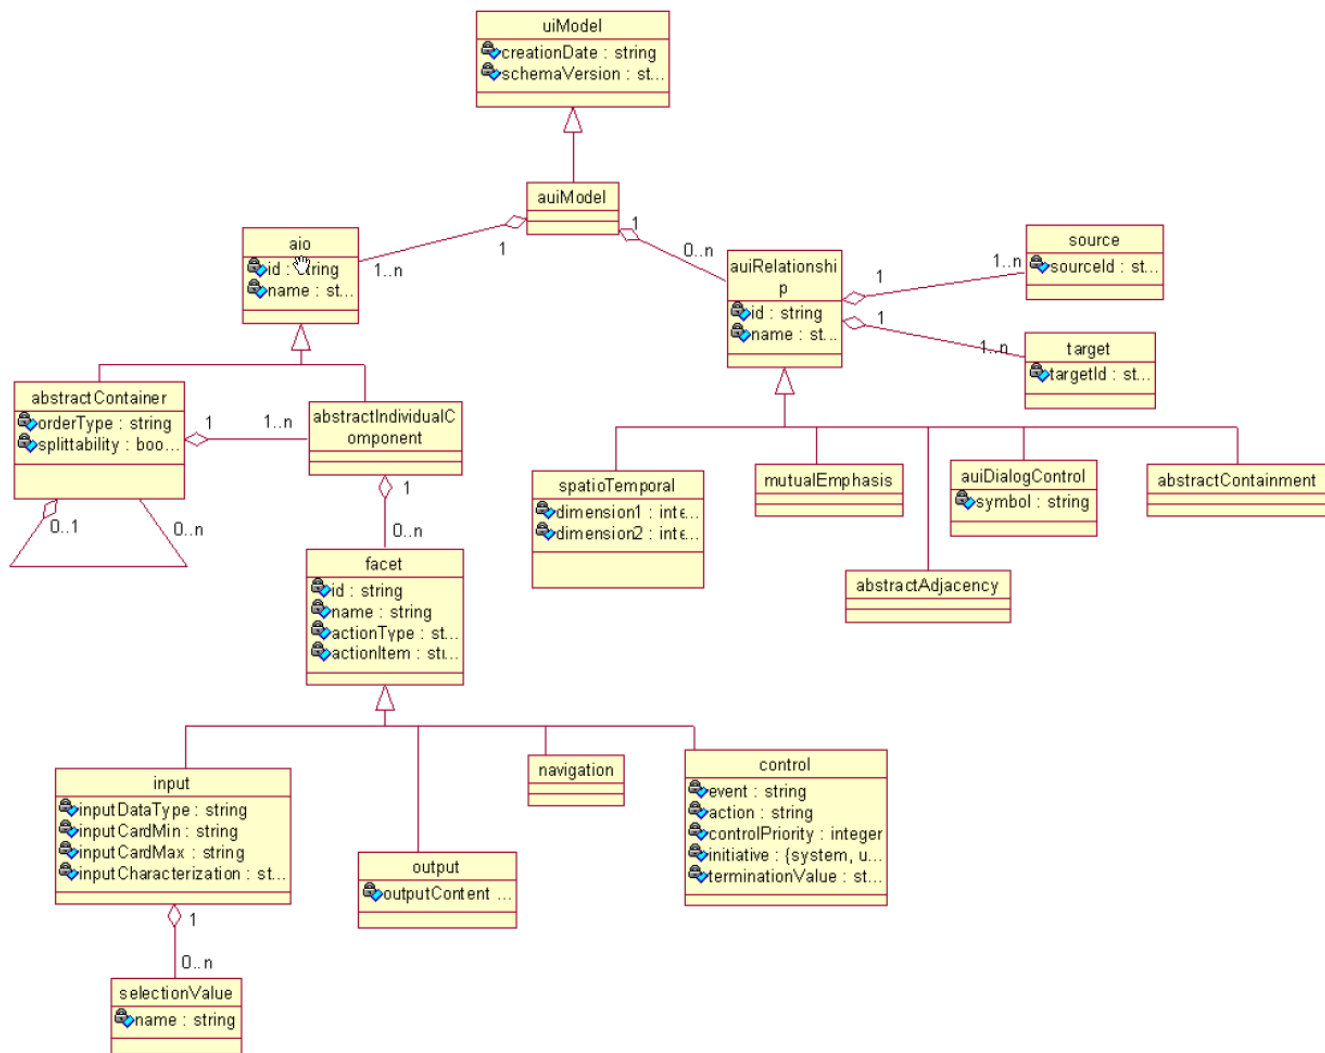 uiModel
creationDate : string
schemaVersion : st...
auiModel
1
1
0..n
1..n
aio
id : string
name : st...
auiRelationshi
p
id : string
name : st...
1
1..n
source
sourceId : st...
1
1..n
target
targetId : st...
abstractContainer
orderType : string
splittability : boo...
1
1..n
0..1
0..n
abstractIndividualC
omponent
1
0..n
spatioTemporal
dimension1 : inte...
dimension2 : inte...
mutualEmphasis
auiDialogControl
symbol : string
abstractContainment
abstractAdjacency
facet
id : string
name : string
actionType : st...
actionItem : stri...
input
inputDataType : string
inputCardMin : string
inputCardMax : string
inputCharacterization : st...
output
outputContent ...
navigation
control
event : string
action : string
controlPriority : integer
initiative : {system, u...
terminationValue : st...
1
0..n
selectionValue
name : string